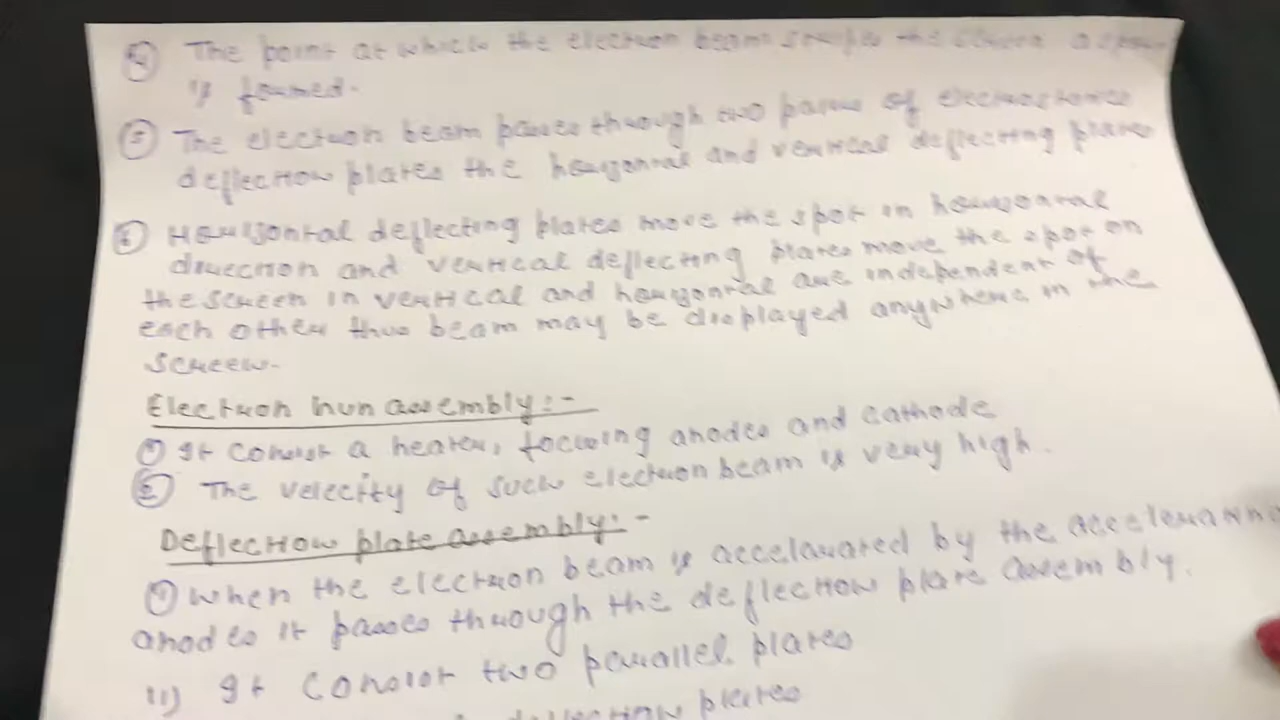 ④ The point at which the electron beam strikes the screen a spot
is formed.
⑤ The electron beam passes through two pairs of electrostatic
deflection plates the horizontal and vertical deflecting plates
⑥ Horizontal deflecting plates move the spot in horizontal
direction and vertical deflecting plates move the spot on
the screen in vertical and horizontal are independent of
each other thus beam may be displayed anywhere in the
screen.
Electron hun assembly:-
① It consist a heater, focusing anodes and cathode
② The velecity of such electron beam is very high.
Deflection plate assembly:-
① When the electron beam is accelarated by the accelerating
anodes it passes through the deflection plate assembly.
11) It consist two parallel plates
deflection plates